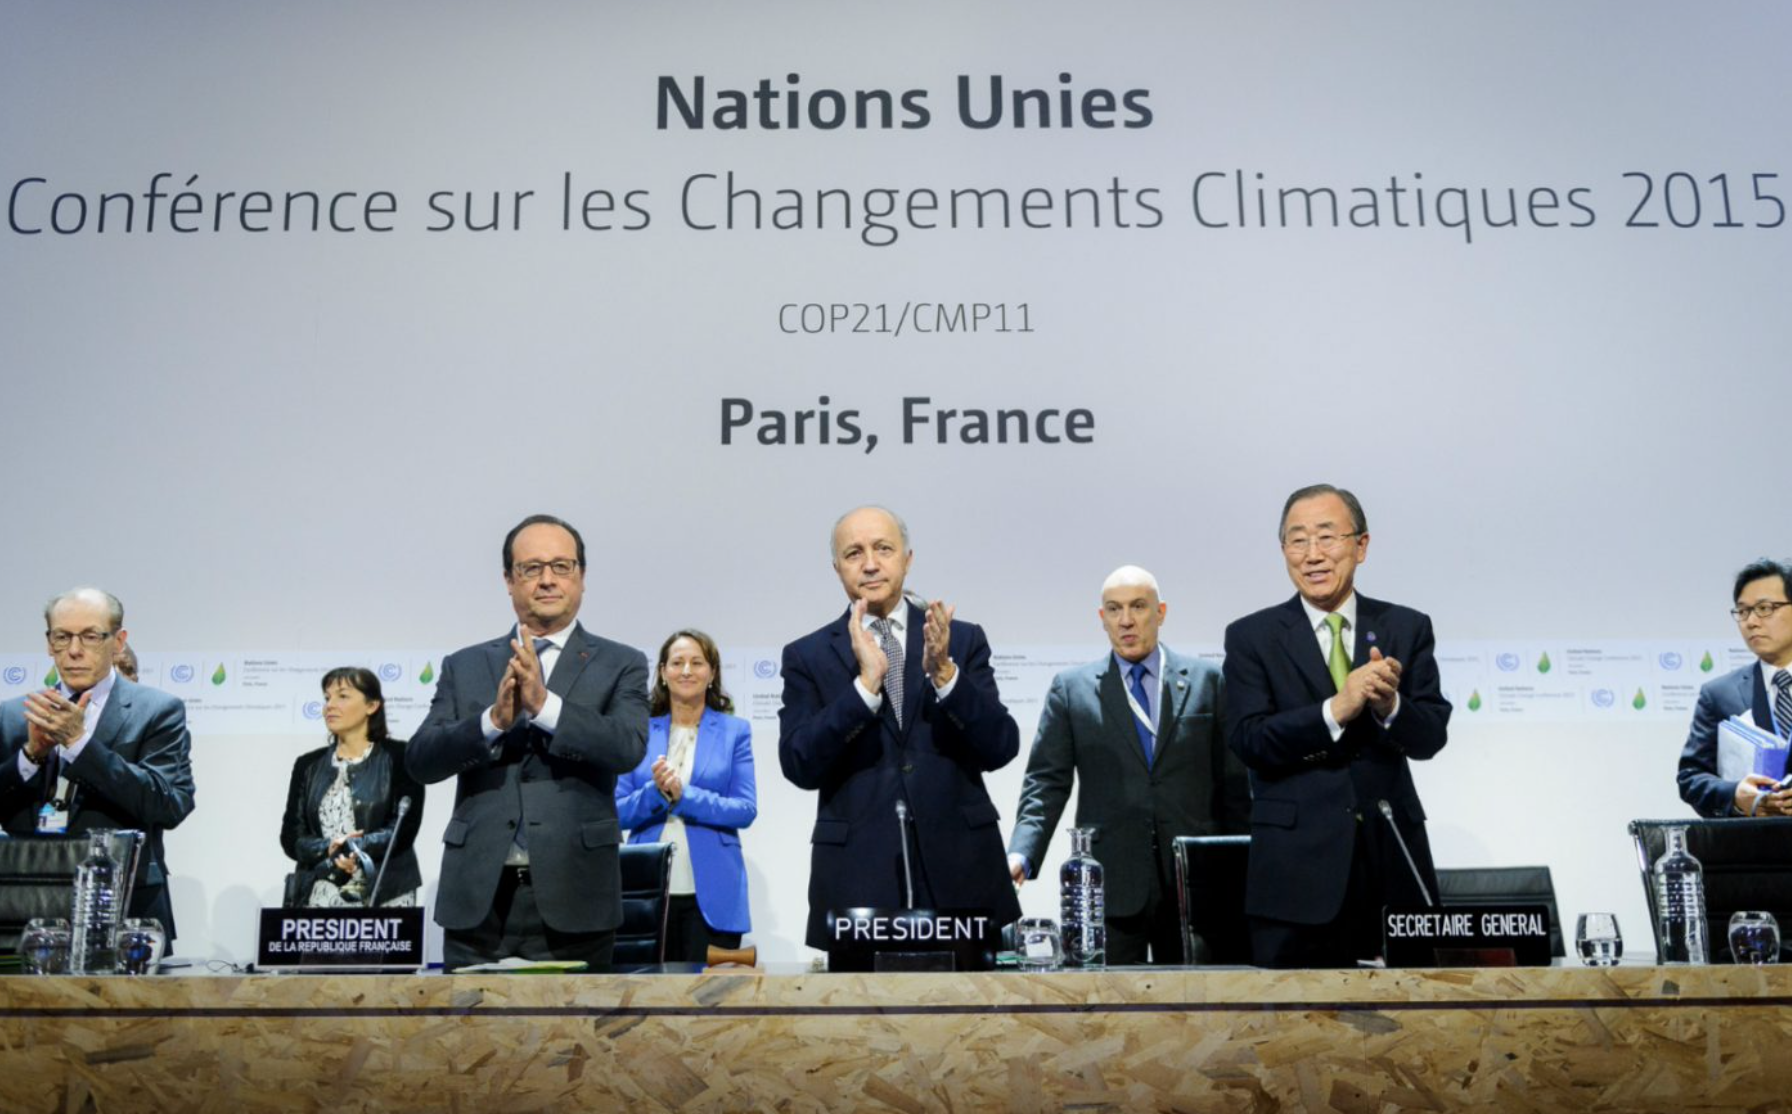 Nations Unies
Conférence sur les Changements Climatiques 2015
COP21/CMP11
Paris, France
PRESIDENT
DE LA REPUBLIQUE FRANÇAISE
PRESIDENT
SECRETAIRE GENERAL